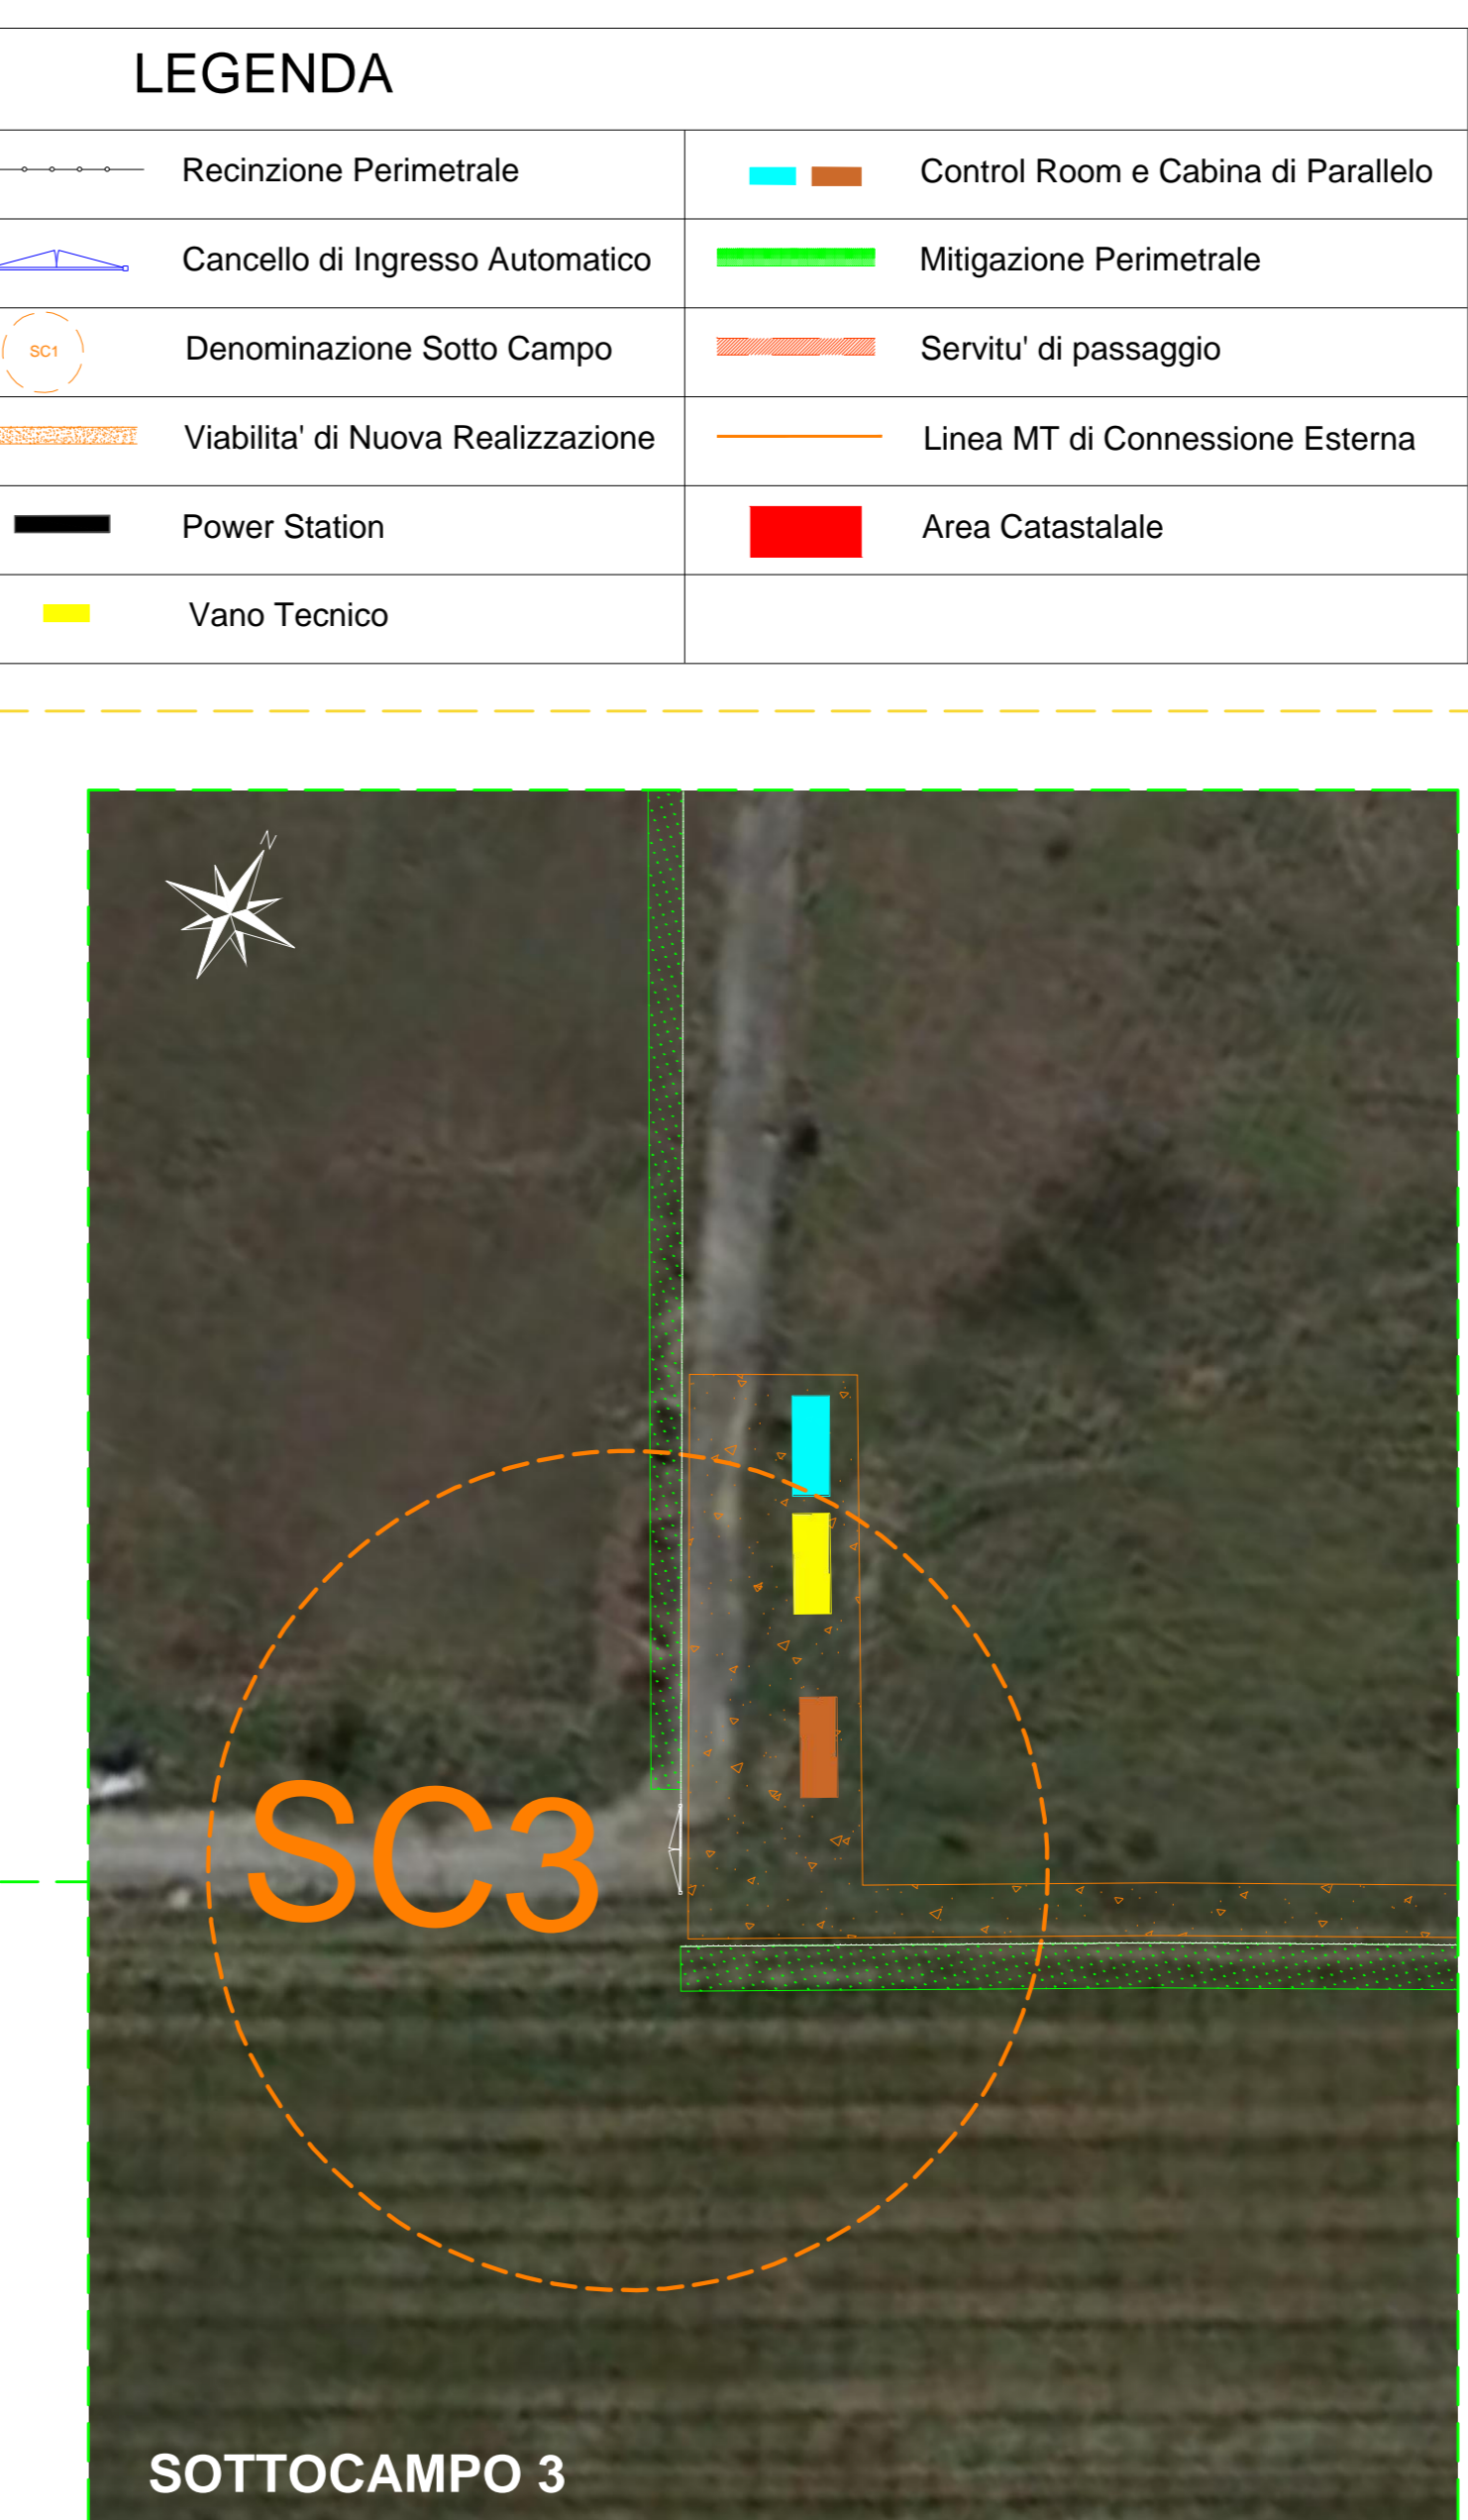 LEGENDA
Recinzione Perimetrale
Control Room e Cabina di Parallelo
Cancello di Ingresso Automatico
Mitigazione Perimetrale
SC1
Denominazione Sotto Campo
Servitu' di passaggio
Viabilita' di Nuova Realizzazione
Linea MT di Connessione Esterna
Power Station
Area Catastalale
Vano Tecnico
N
SC3
SOTTOCAMPO 3